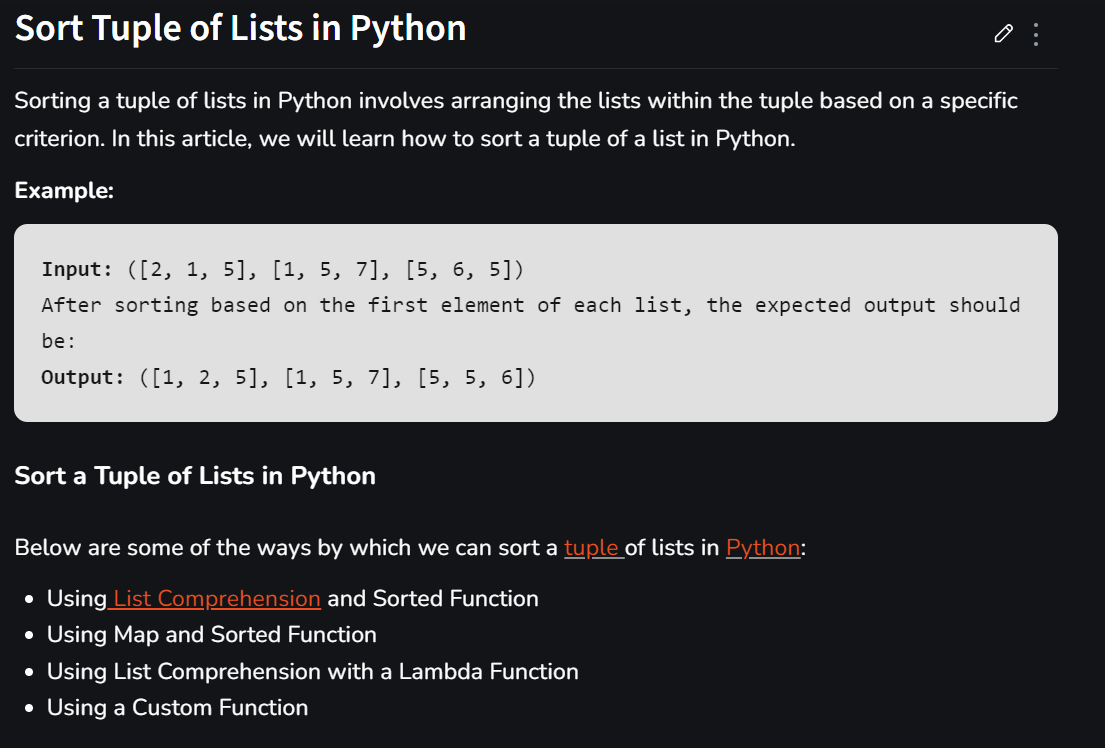 Sort Tuple of Lists in Python
Sorting a tuple of lists in Python involves arranging the lists within the tuple based on a specific
criterion. In this article, we will learn how to sort a tuple of a list in Python.
Example:
Input: ([2, 1, 5], [1, 5, 7], [5, 6, 5])
After sorting based on the first element of each list, the expected output should
be:
Output: ([1, 2, 5], [1, 5, 7], [5, 5, 6])
Sort a Tuple of Lists in Python
Below are some of the ways by which we can sort a tuple of lists in Python:
• Using List Comprehension and Sorted Function
• Using Map and Sorted Function
• Using List Comprehension with a Lambda Function
• Using a Custom Function